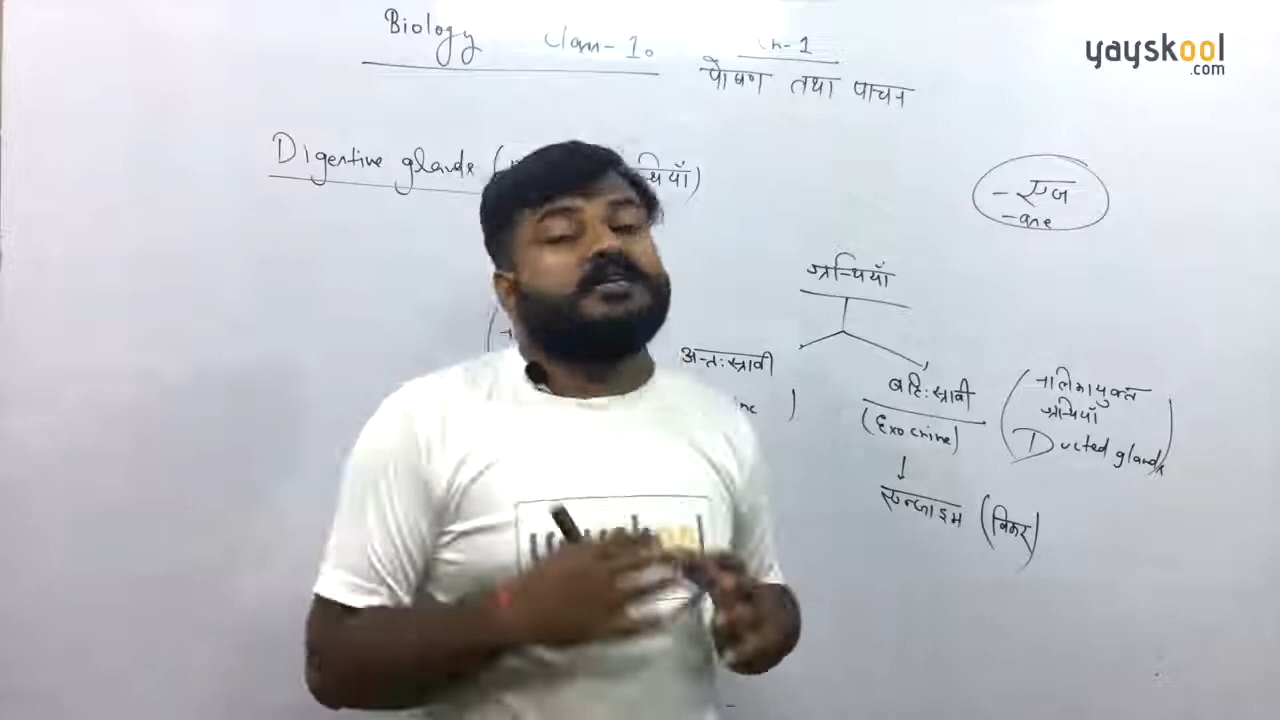 Biology Class-10 Ch-1
पोषण तथा पाचन
yayskool
.com
Digestive glands ( थियाँ)
- एज
- ase
ग्रन्थियाँ
अन्तःस्त्रावी
बहिःस्त्रावी
(Exocrine)
(नलिकायुक्त
ग्रन्थियाँ
Ducted glands)
↓
एन्जाइम (विकर)